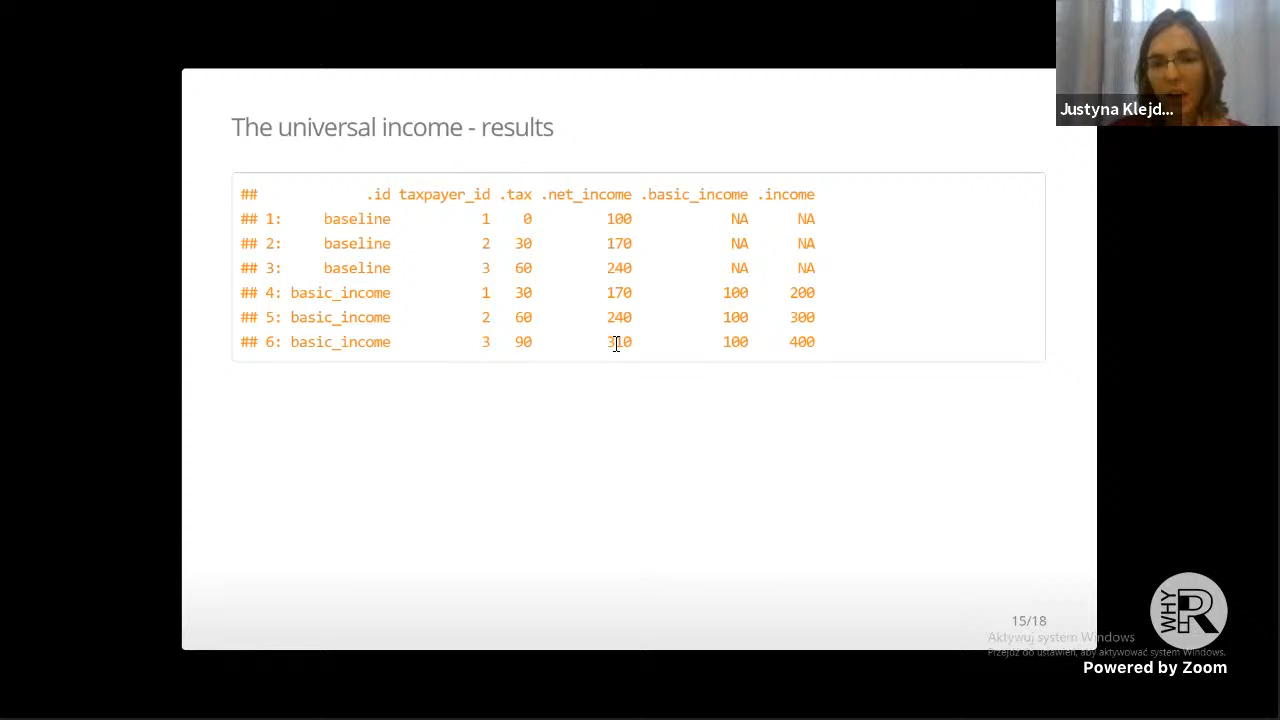 Justyna Klejd...
The universal income - results
## .id taxpayer_id .tax .net_income .basic_income .income
## 1: baseline 1 0 100 NA NA
## 2: baseline 2 30 170 NA NA
## 3: baseline 3 60 240 NA NA
## 4: basic_income 1 30 170 100 200
## 5: basic_income 2 60 240 100 300
## 6: basic_income 3 90 310 100 400
15/18
WHY R
Aktywuj system Windows
Przejdź do ustawień, aby aktywować system Windows.
Powered by Zoom